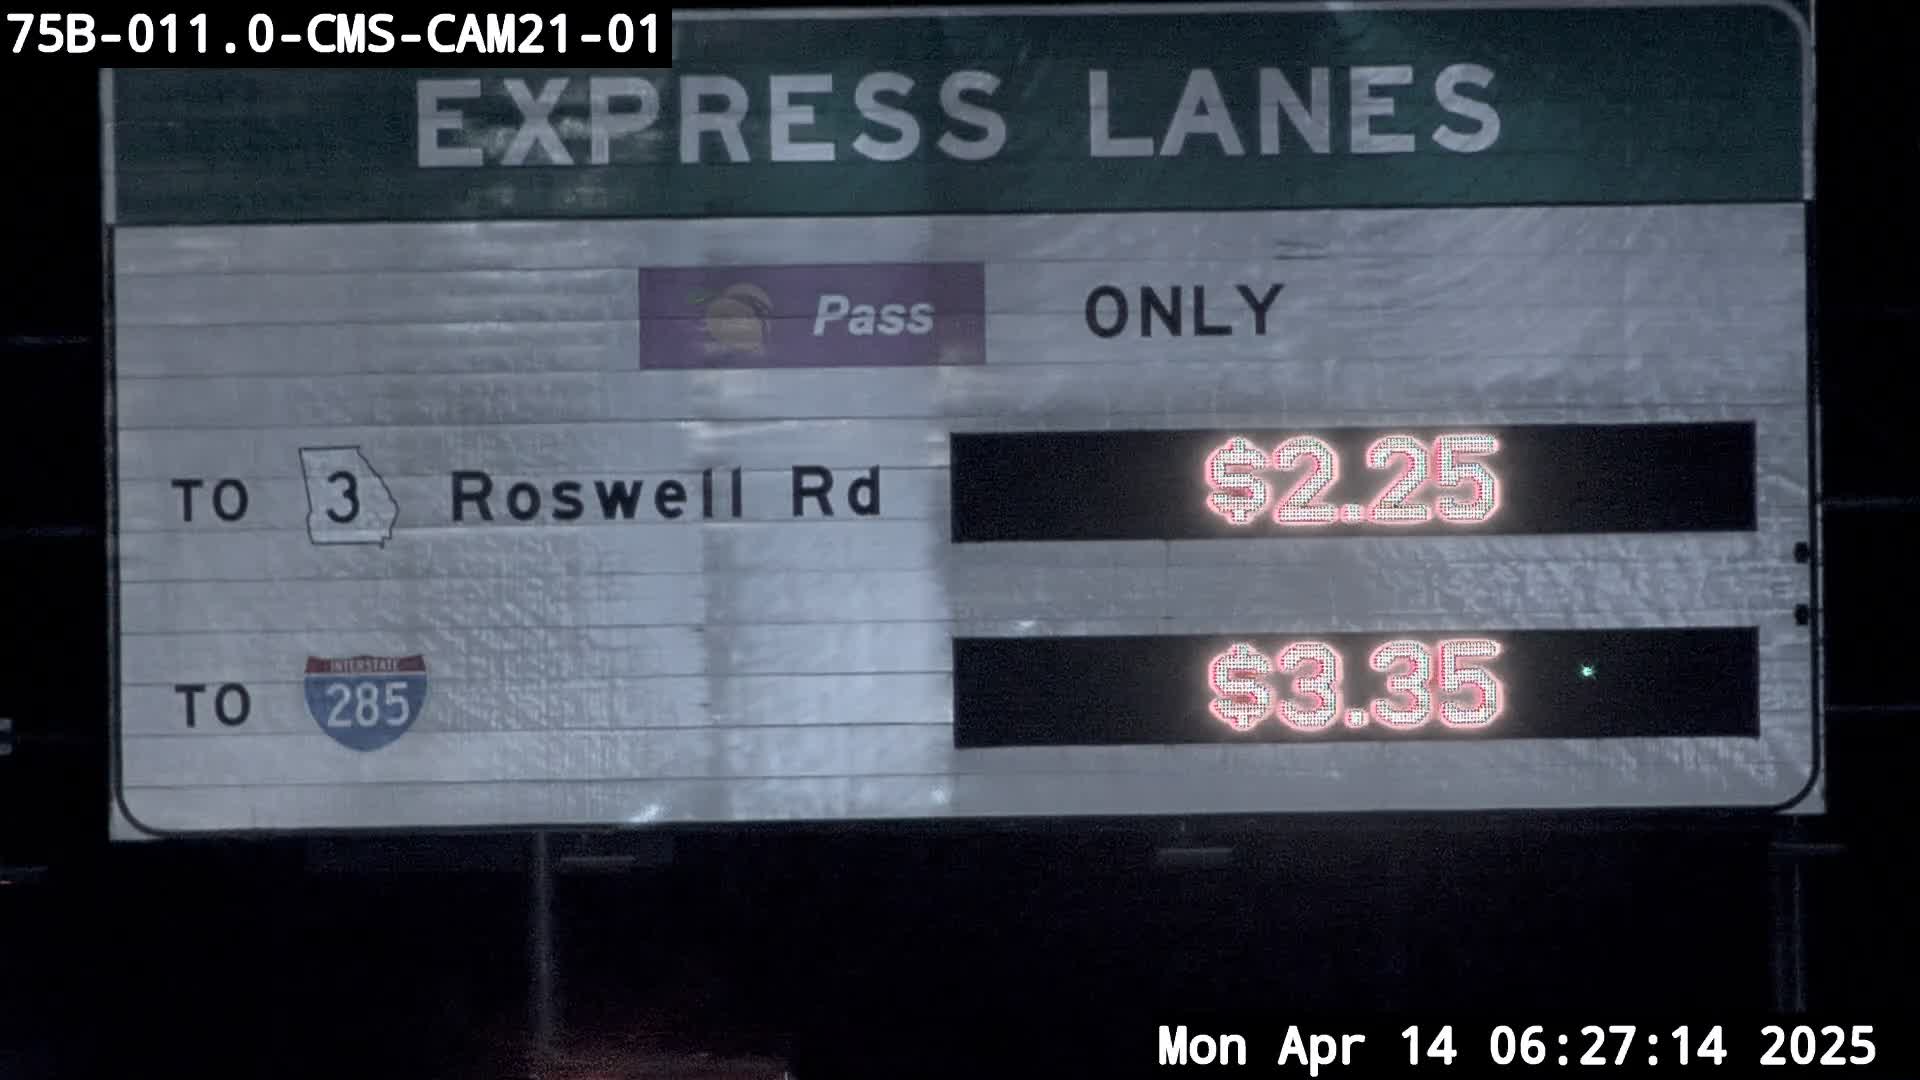 75B-011.0-CMS-CAM21-01
EXPRESS LANES
Pass ONLY
TO 3 Roswell Rd $2.25
TO INTERSTATE 285 $3.35
Mon Apr 14 06:27:14 2025